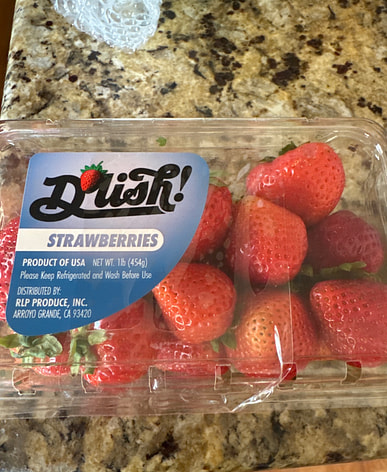 D'lish!
STRAWBERRIES
PRODUCT OF USA NET WT. 1lb (454g)
Please Keep Refrigerated and Wash Before Use
DISTRIBUTED BY:
RLP PRODUCE, INC.
ARROYO GRANDE, CA 93420